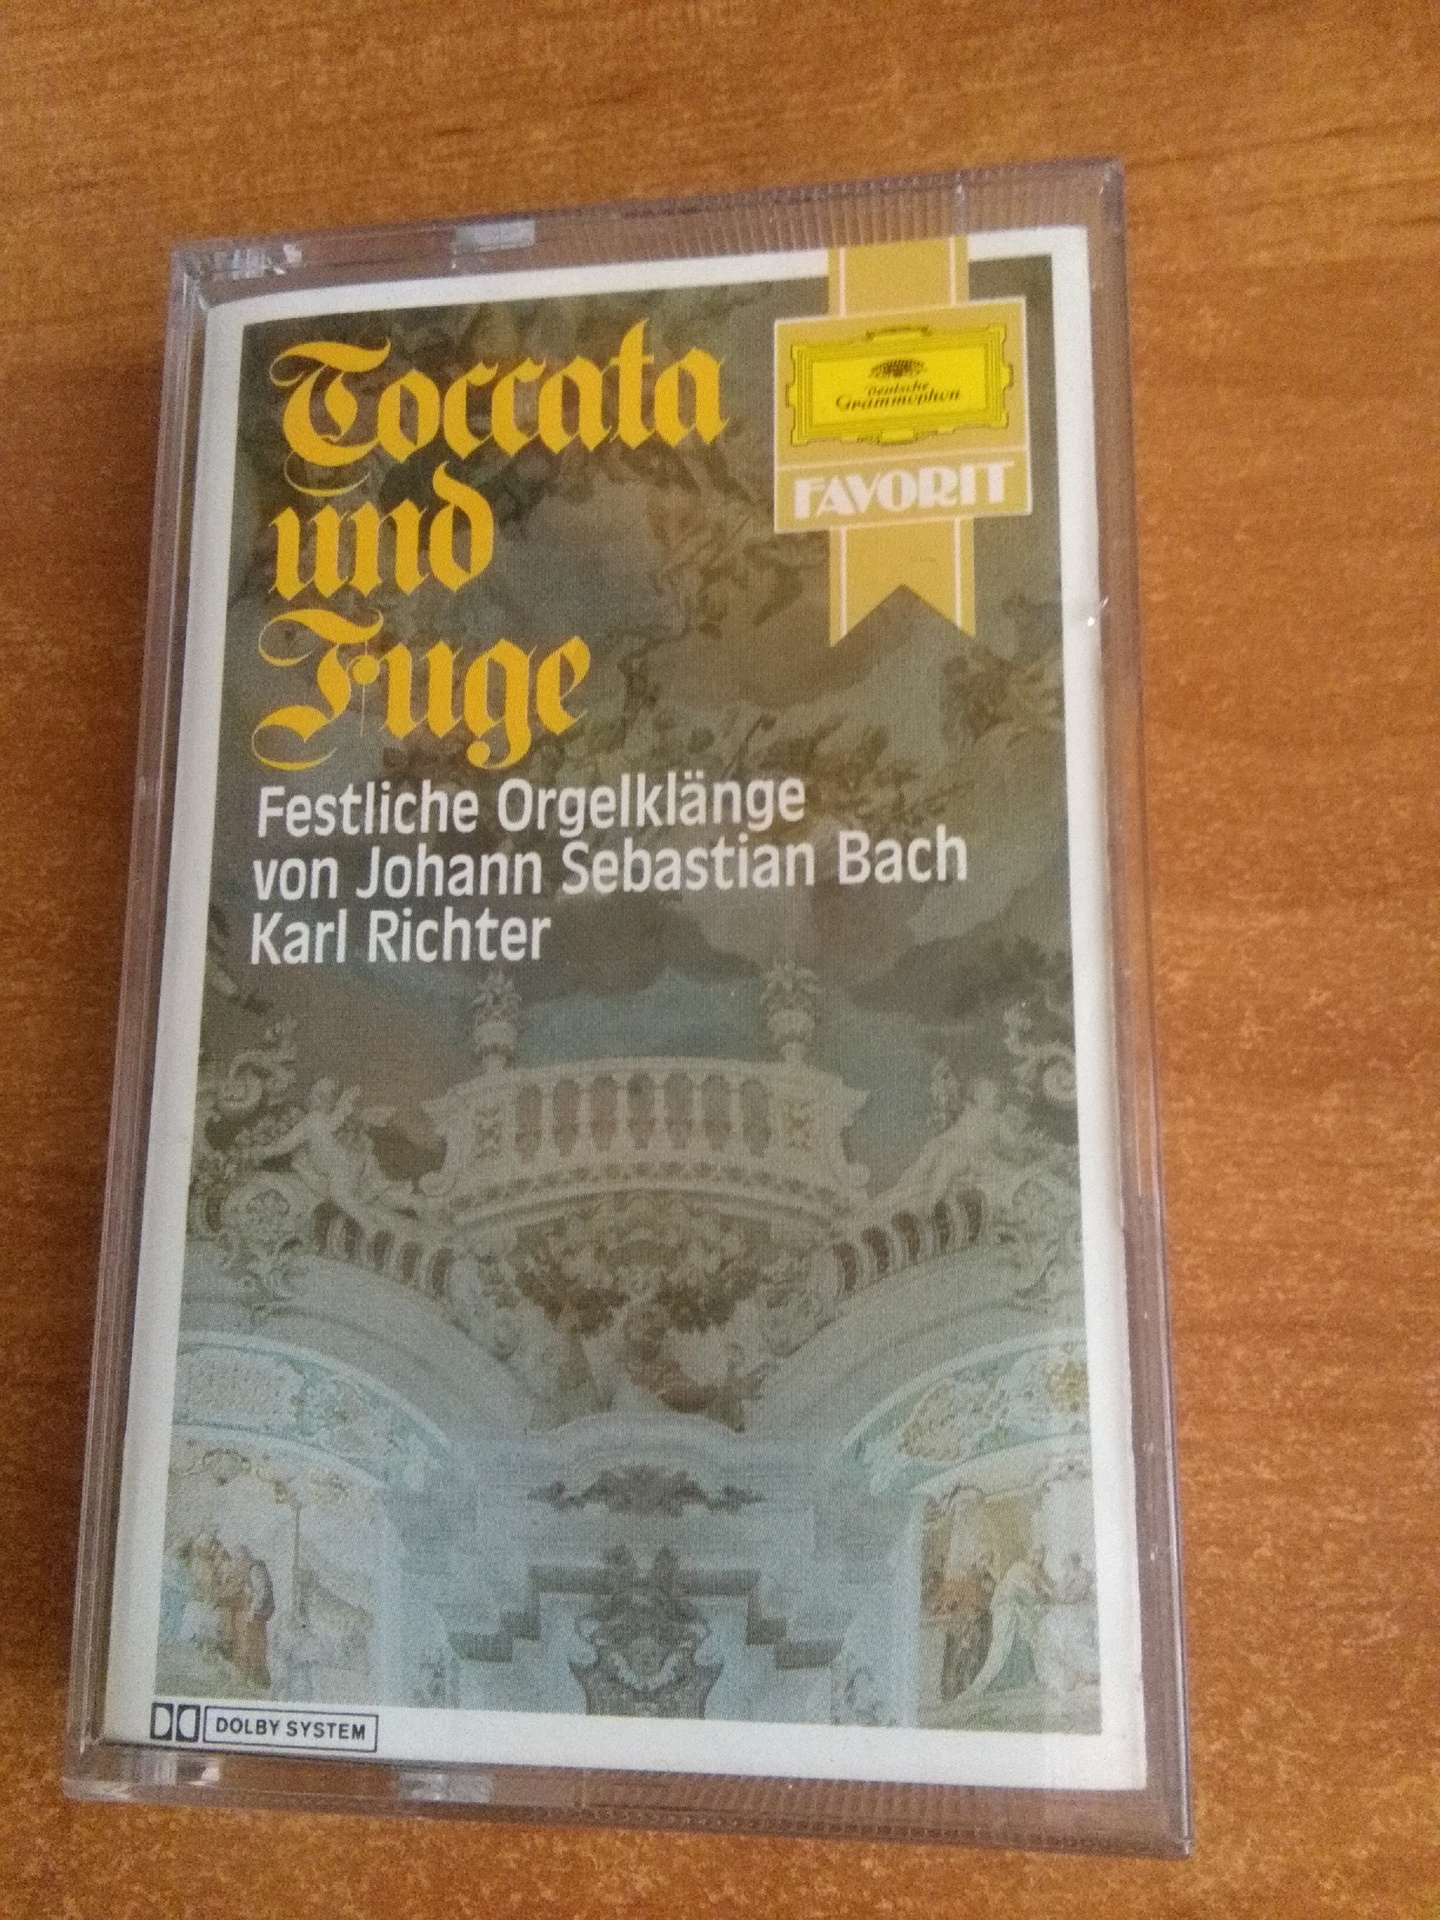 Toccata
und
Fuge
Deutsche
Grammophon
FAVORIT
Festliche Orgelklänge
von Johann Sebastian Bach
Karl Richter
DOLBY SYSTEM